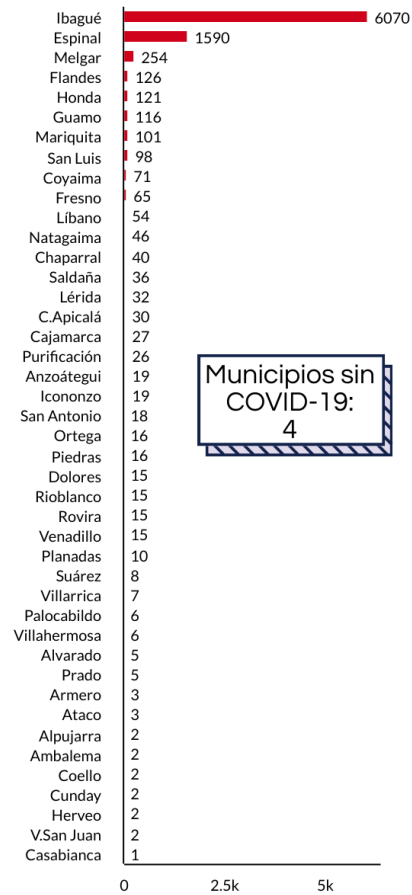 Ibagué 6070
Espinal 1590
Melgar 254
Flandes 126
Honda 121
Guamo 116
Mariquita 101
San Luis 98
Coyaima 71
Fresno 65
Líbano 54
Natagaima 46
Chaparral 40
Saldaña 36
Lérida 32
C.Apicalá 30
Cajamarca 27
Purificación 26
Anzoátegui 19
Icononzo 19
San Antonio 18
Ortega 16
Piedras 16
Dolores 15
Rioblanco 15
Rovira 15
Venadillo 15
Planadas 10
Suárez 8
Villarrica 7
Palocabildo 6
Villahermosa 6
Alvarado 5
Prado 5
Armero 3
Ataco 3
Alpujarra 2
Ambalema 2
Coello 2
Cunday 2
Herveo 2
V.San Juan 2
Casabianca 1
0 2.5k 5k
Municipios sin
COVID-19:
4